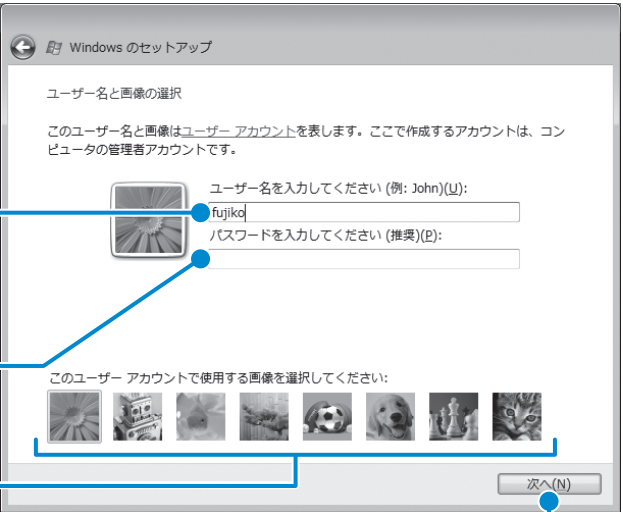 Windows のセットアップ
ユーザー名と画像の選択
このユーザー名と画像はユーザー アカウントを表します。ここで作成するアカウントは、コン
ピュータの管理者アカウントです。
ユーザー名を入力してください (例: John)(U):
fujiko
パスワードを入力してください (推奨)(P):
このユーザー アカウントで使用する画像を選択してください:
次へ(N)